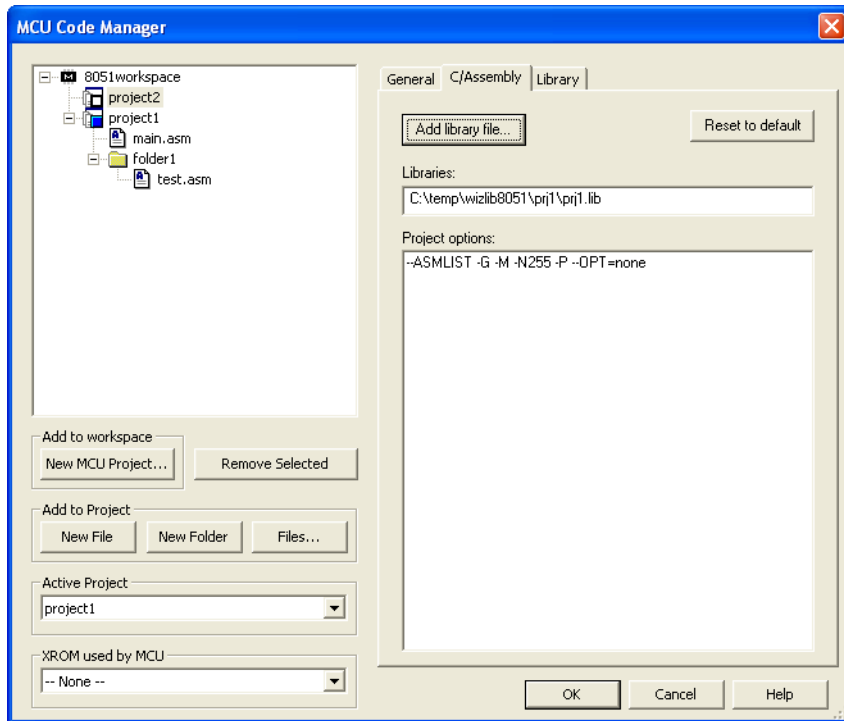 MCU Code Manager
8051workspace
project2
project1
main.asm
folder1
test.asm
Add to workspace
New MCU Project...
Remove Selected
Add to Project
New File
New Folder
Files...
Active Project
project1
XROM used by MCU
-- None --
General
C/Assembly
Library
Add library file...
Reset to default
Libraries:
C:\temp\wizlib8051\prj1\prj1.lib
Project options:
--ASMLIST -G -M -N255 -P --OPT=none
OK
Cancel
Help